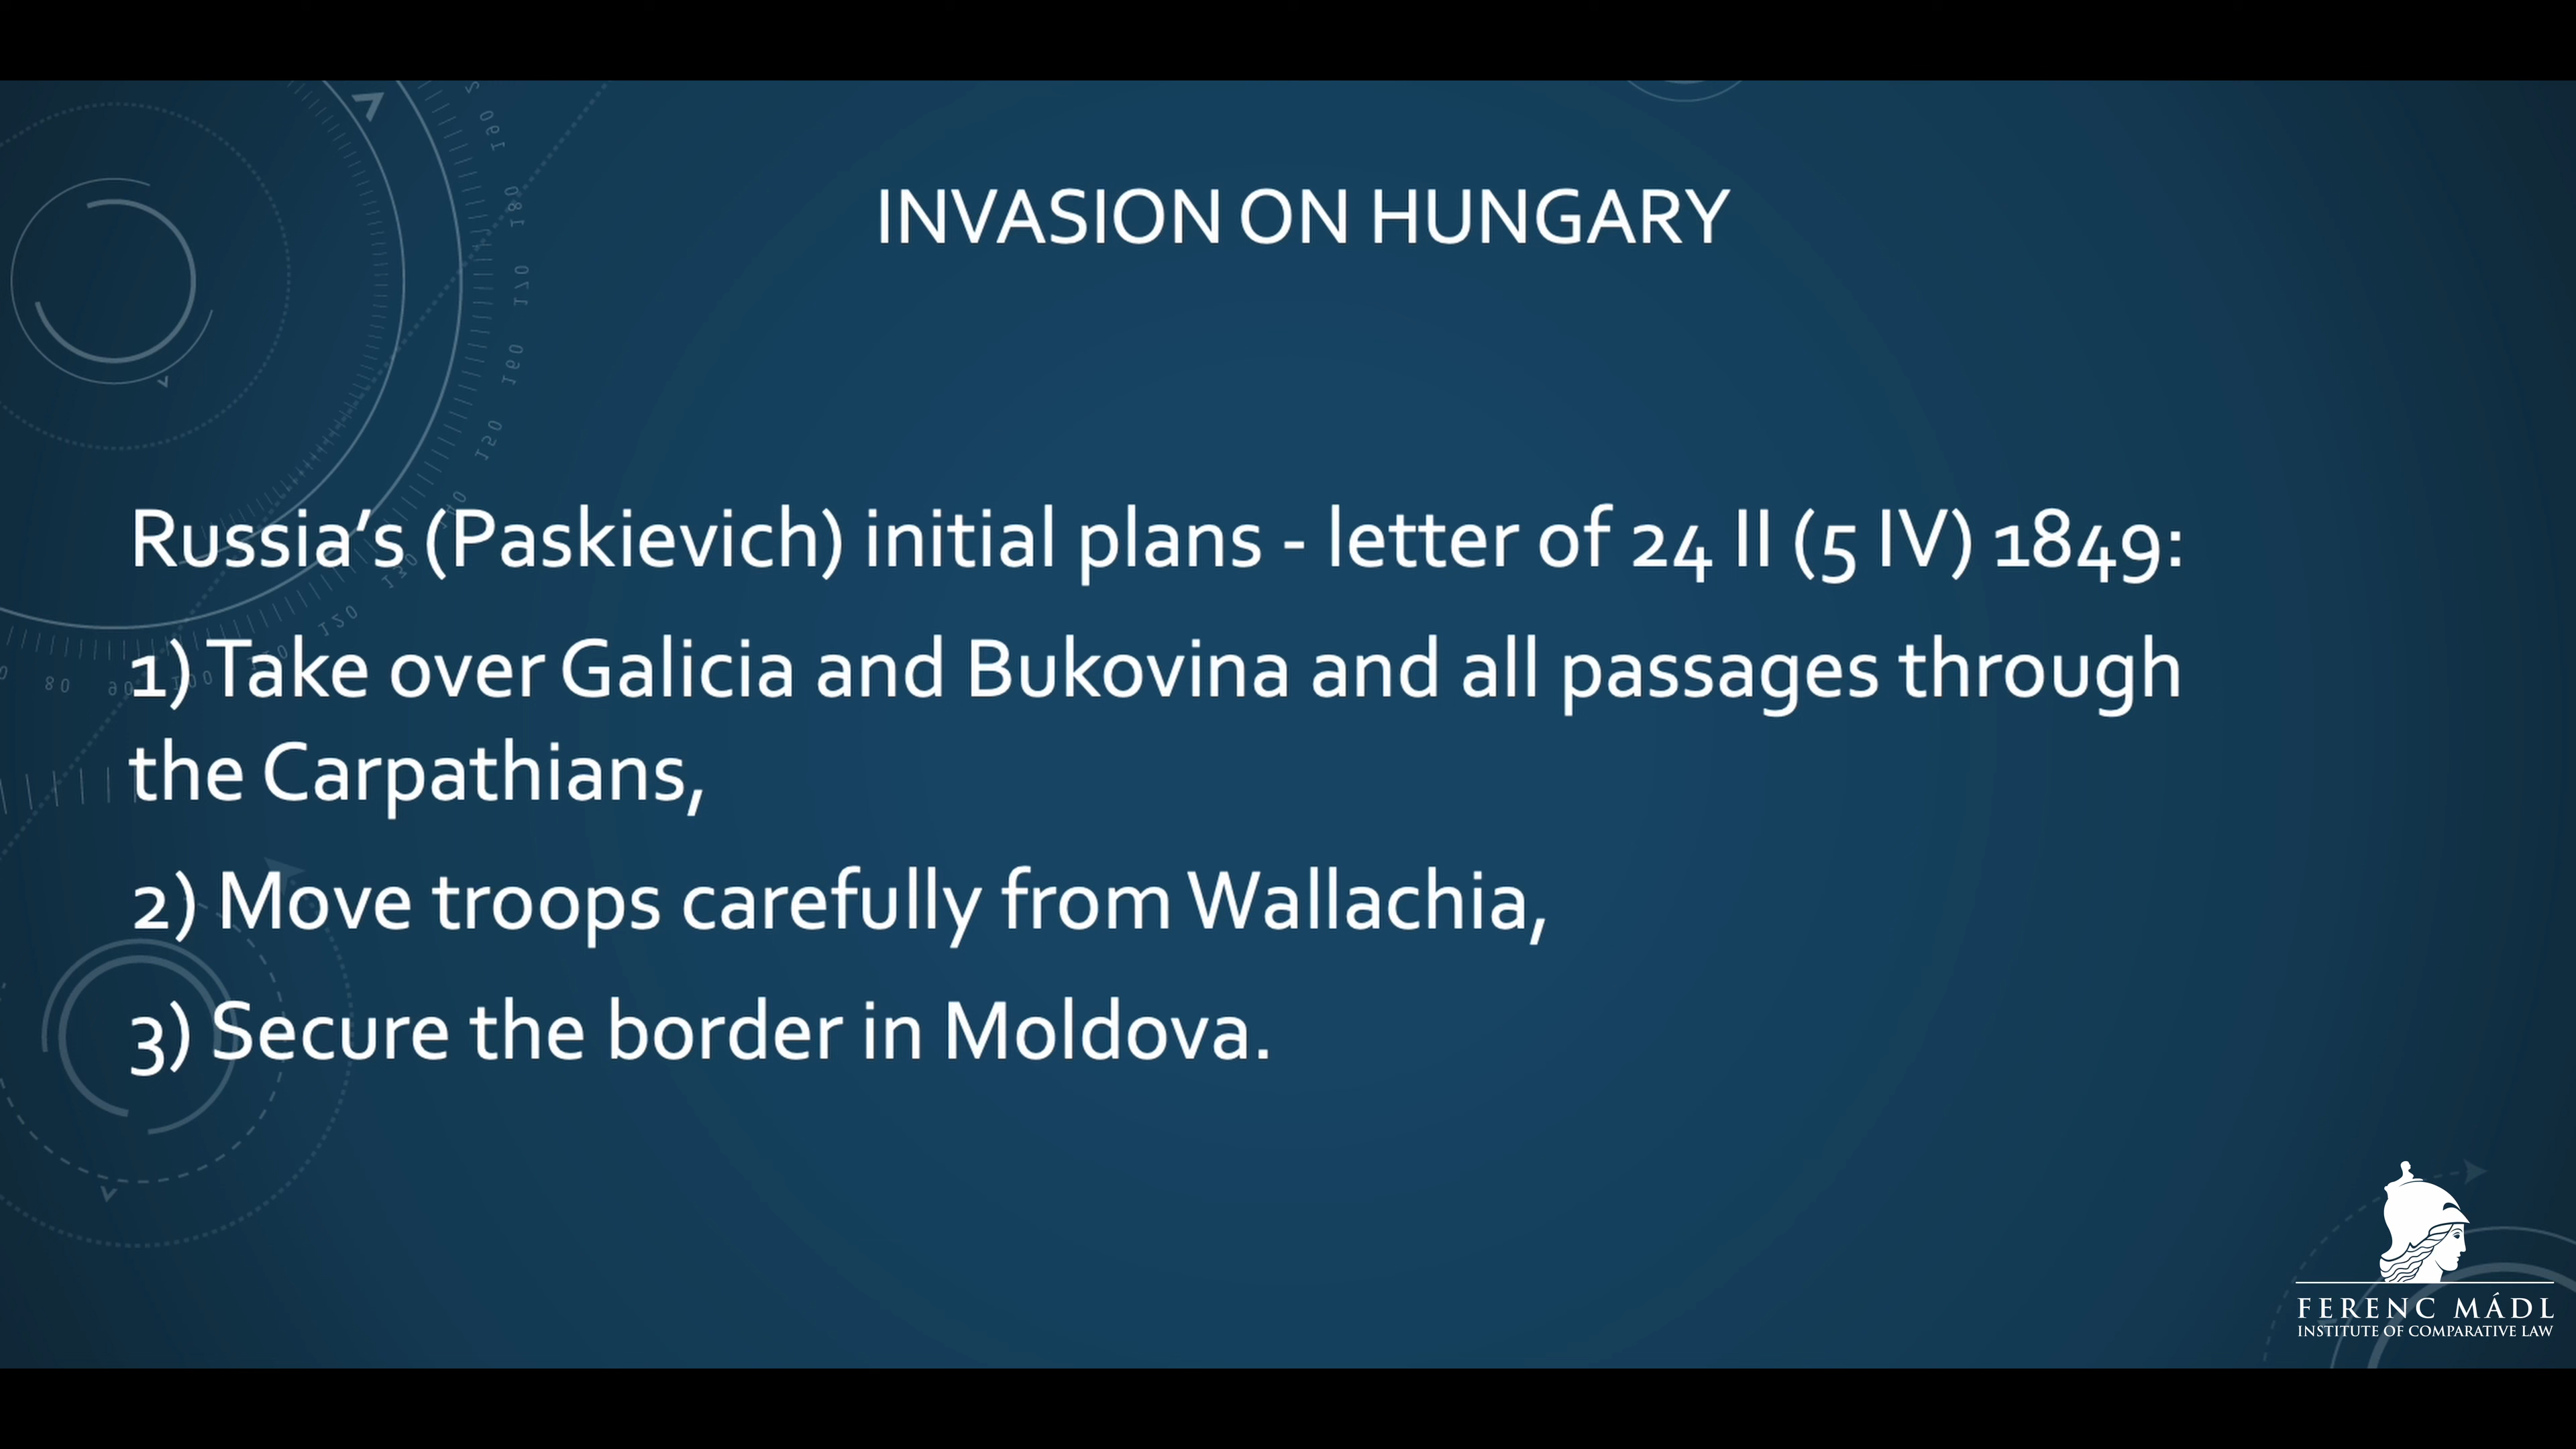 INVASION ON HUNGARY
Russia’s (Paskievich) initial plans - letter of 24 II (5 IV) 1849:
1) Take over Galicia and Bukovina and all passages through
the Carpathians,
2) Move troops carefully from Wallachia,
3) Secure the border in Moldova.
FERENC MÁDL
INSTITUTE OF COMPARATIVE LAW